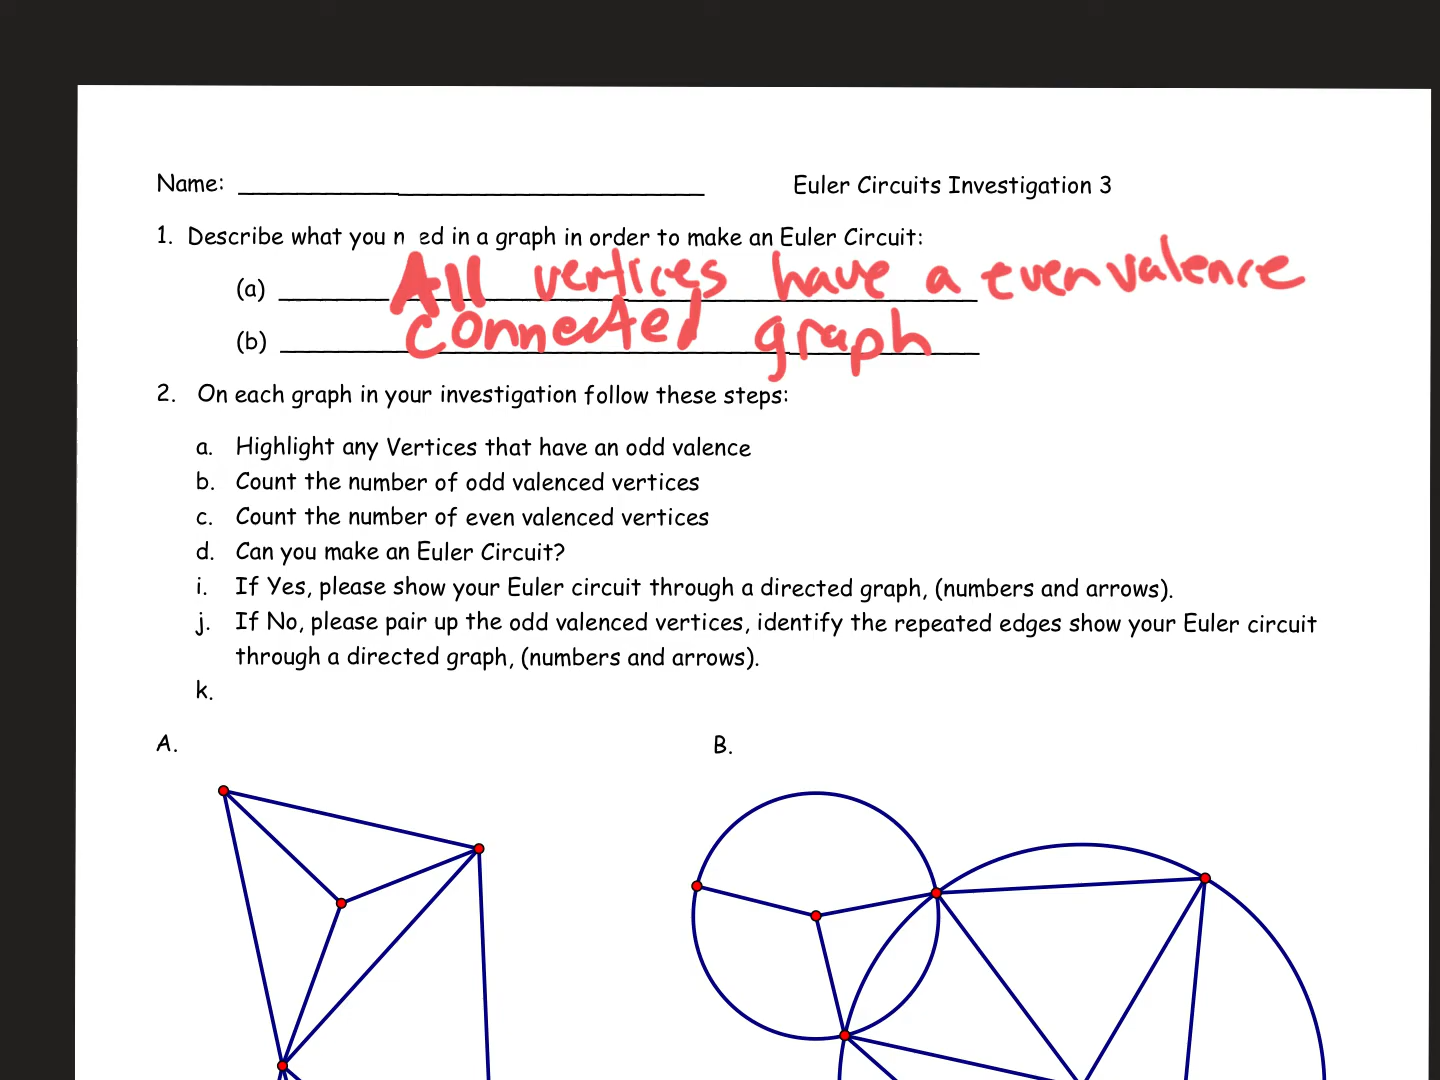 Name: Euler Circuits Investigation 3
1. Describe what you n ed in a graph in order to make an Euler Circuit:
(a) All vertices have a even valence
(b) connected graph
2. On each graph in your investigation follow these steps:
a. Highlight any Vertices that have an odd valence
b. Count the number of odd valenced vertices
c. Count the number of even valenced vertices
d. Can you make an Euler Circuit?
i. If Yes, please show your Euler circuit through a directed graph, (numbers and arrows).
j. If No, please pair up the odd valenced vertices, identify the repeated edges show your Euler circuit
through a directed graph, (numbers and arrows).
k.
A. B.